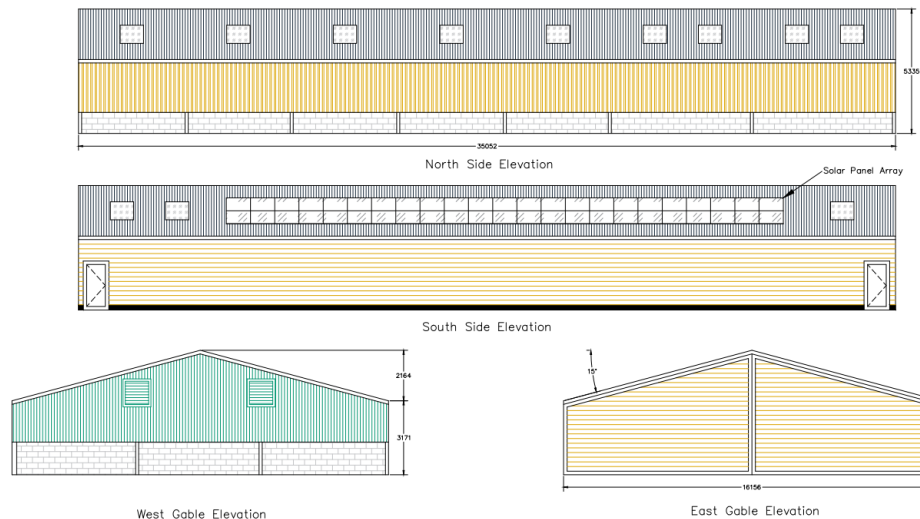 5335
35052
North Side Elevation
Solar Panel Array
South Side Elevation
2164
15°
3171
16156
West Gable Elevation
East Gable Elevation